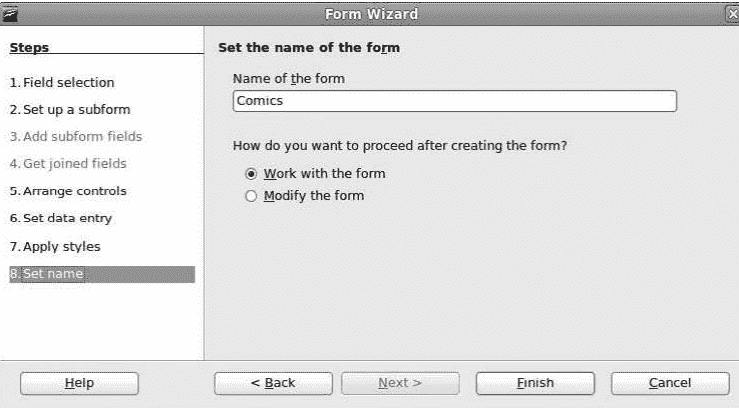 Form Wizard
Steps
1. Field selection
2. Set up a subform
3. Add subform fields
4. Get joined fields
5. Arrange controls
6. Set data entry
7. Apply styles
8. Set name
Set the name of the form
Name of the form
Comics
How do you want to proceed after creating the form?
Work with the form
Modify the form
Help
< Back
Next >
Finish
Cancel